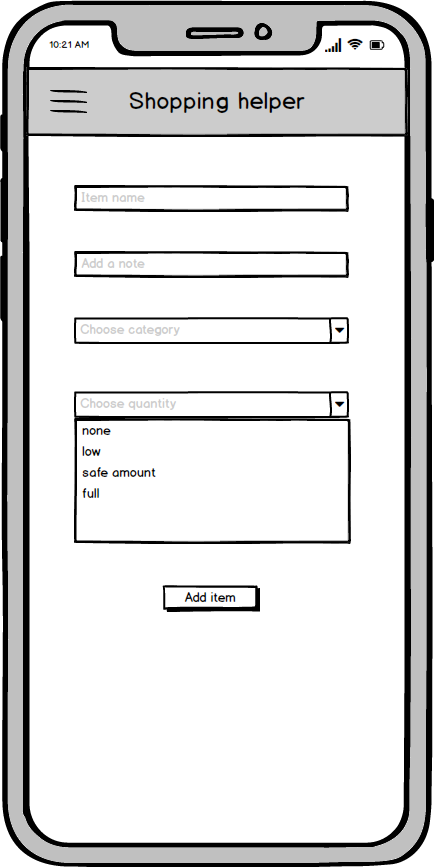 10:21 AM
Shopping helper
Item name
Add a note
Choose category
Choose quantity
none
low
safe amount
full
Add item